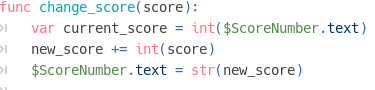 func change_score(score):
var current_score = int($ScoreNumber.text)
new_score += int(score)
$ScoreNumber.text = str(new_score)